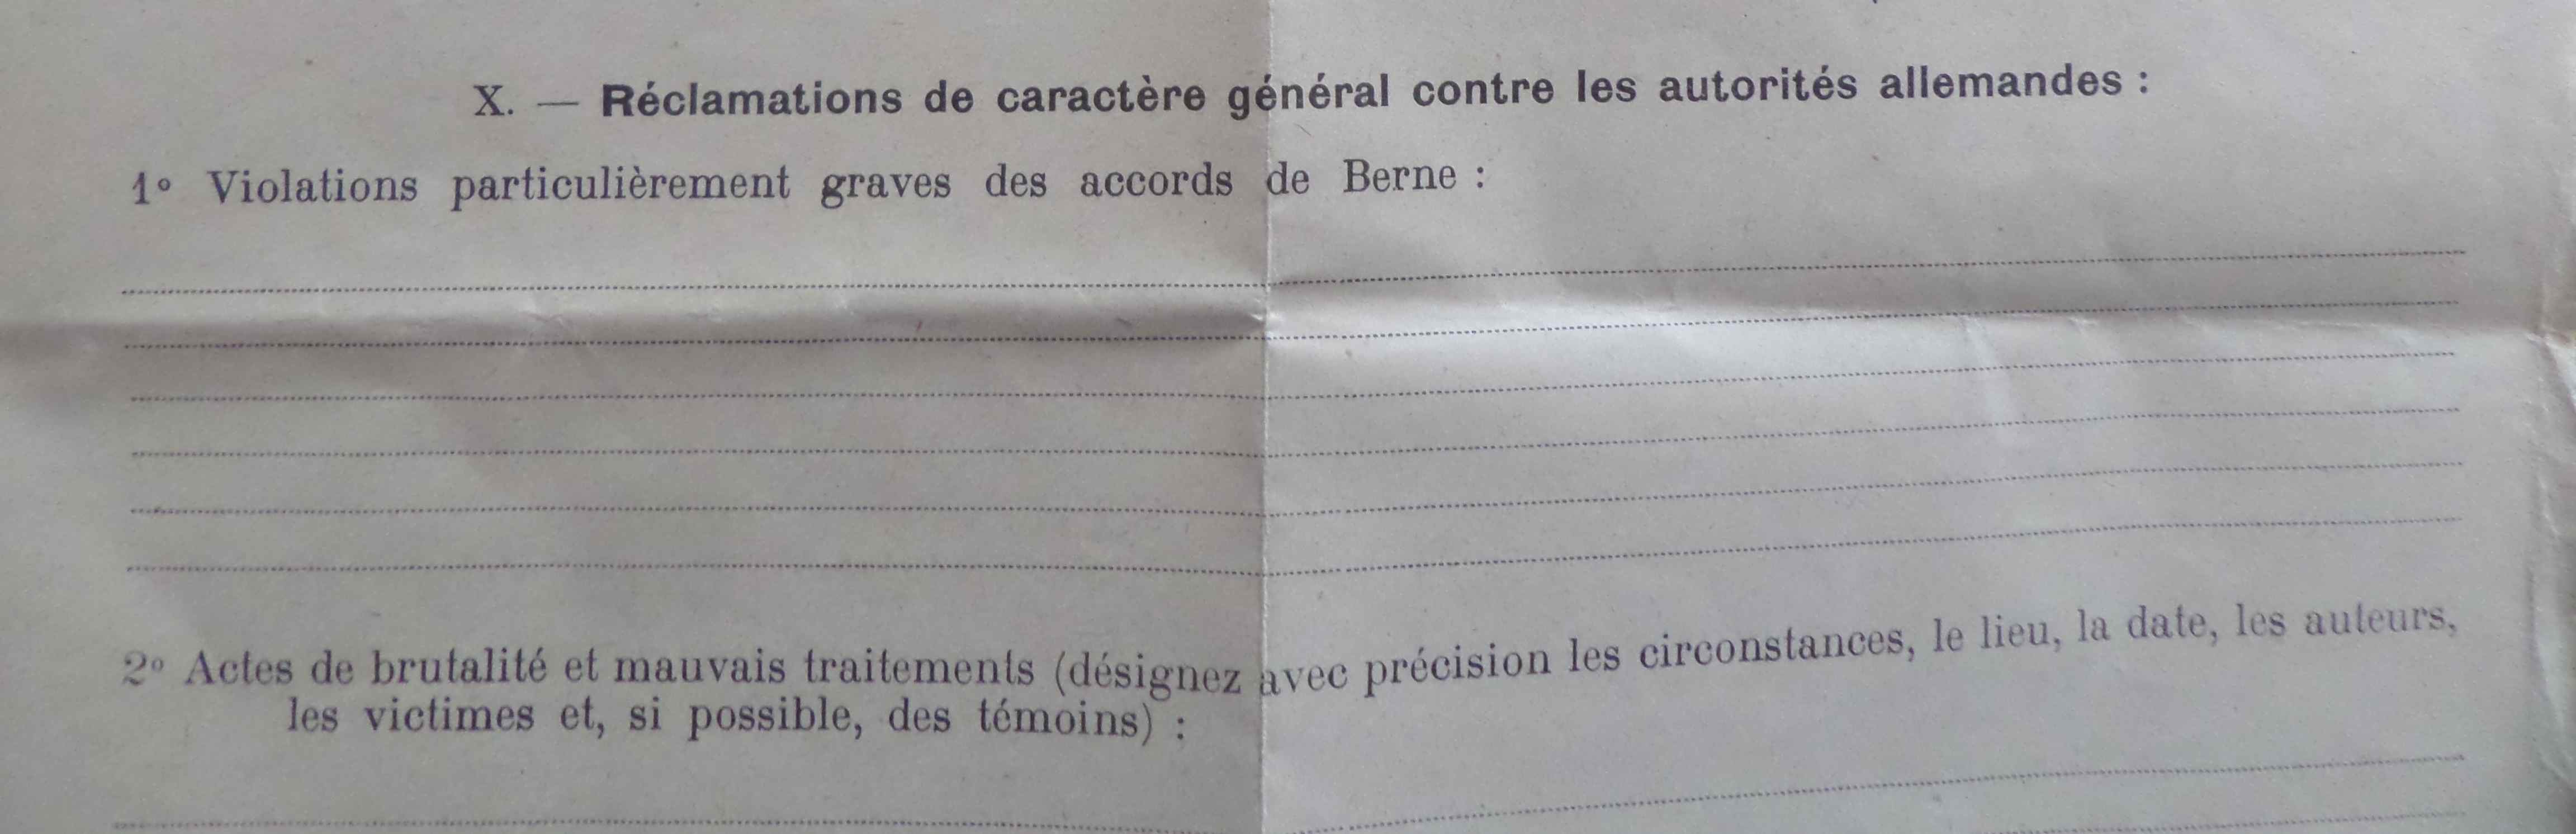 X. — Réclamations de caractère général contre les autorités allemandes :
1º Violations particulièrement graves des accords de Berne :
2º Actes de brutalité et mauvais traitements (désignez avec précision les circonstances, le lieu, la date, les auteurs,
les victimes et, si possible, des témoins) :